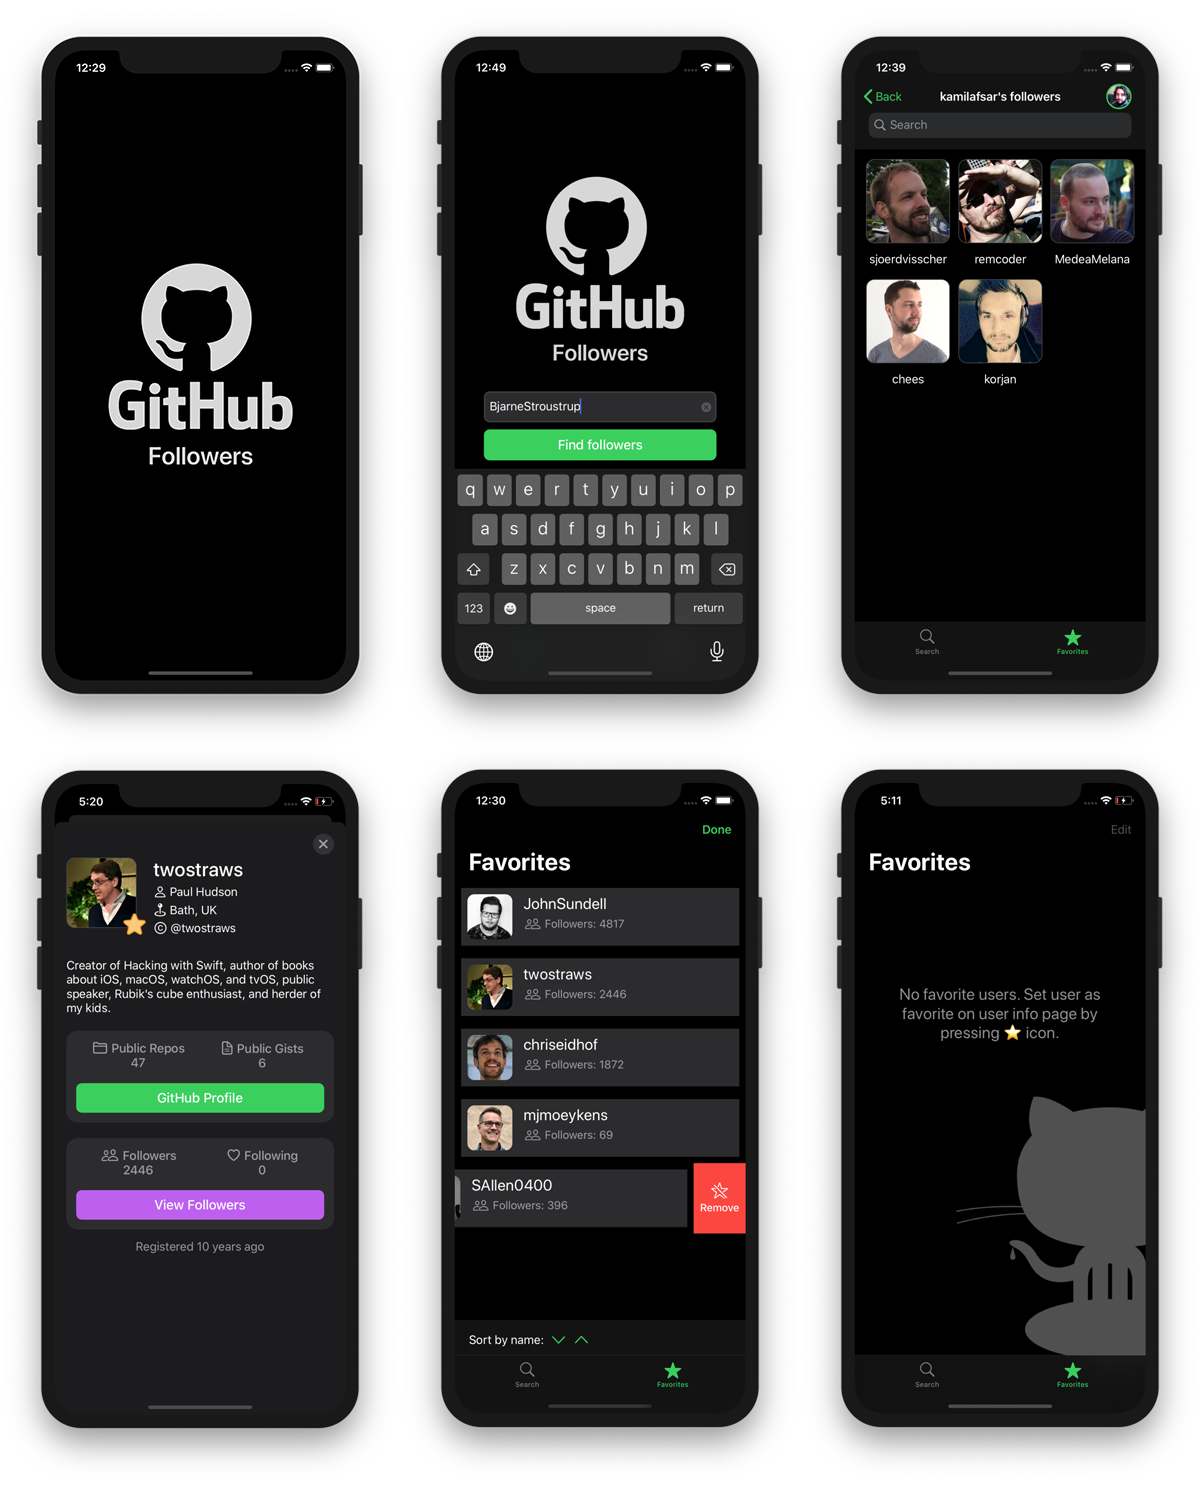 12:29
GitHub
Followers
12:49
GitHub
Followers
BjarneStroustrup
Find followers
q w e r t y u i o p
a s d f g h j k l
z x c v b n m
123 space return
12:39
Back kamilafsar's followers
Search
sjoerdvisscher remcoder MedeaMelana
chees korjan
Search Favorites
5:20
twostraws
Paul Hudson
Bath, UK
@twostraws
Creator of Hacking with Swift, author of books
about iOS, macOS, watchOS, and tvOS, public
speaker, Rubik's cube enthusiast, and herder of
my kids.
Public Repos Public Gists
47 6
GitHub Profile
Followers Following
2446 0
View Followers
Registered 10 years ago
12:30
Done
Favorites
JohnSundell
Followers: 4817
twostraws
Followers: 2446
chriseidhof
Followers: 1872
mjmoeykens
Followers: 69
SAllen0400
Followers: 396
Remove
Sort by name:
Search Favorites
5:11
Edit
Favorites
No favorite users. Set user as
favorite on user info page by
pressing ⭐ icon.
Search Favorites